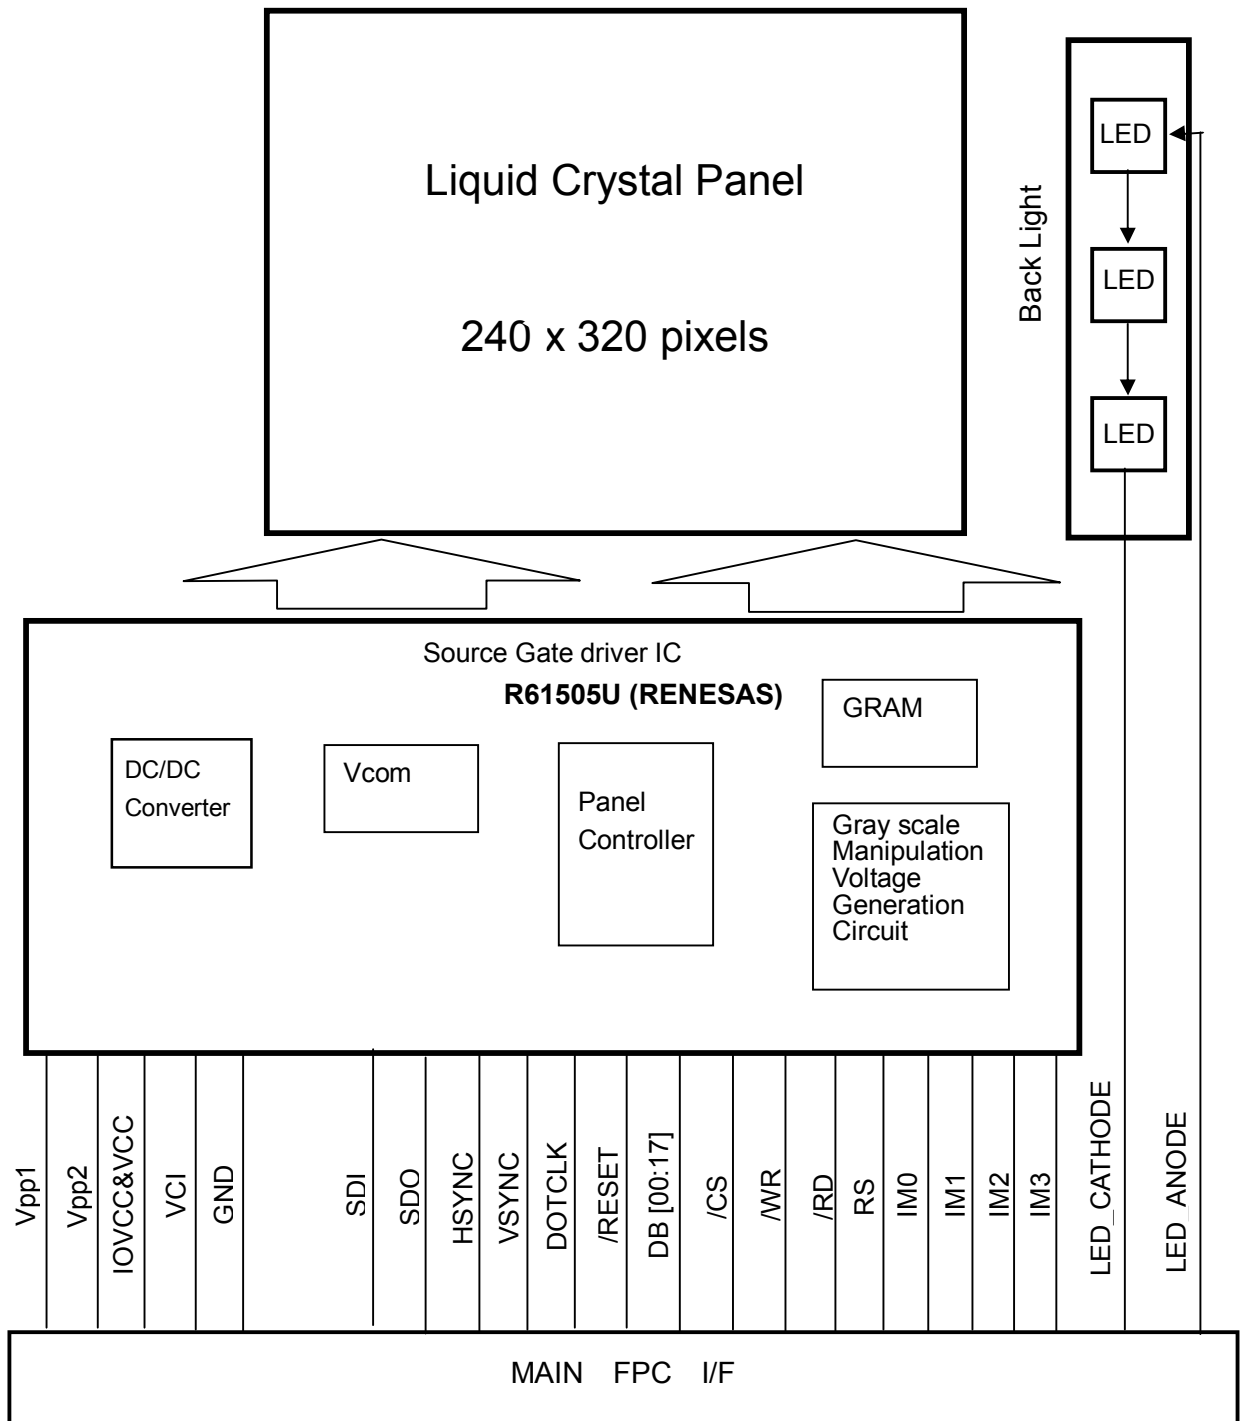 Liquid Crystal Panel
240 x 320 pixels
Back Light
LED
LED
LED
Source Gate driver IC
R61505U (RENESAS)
GRAM
DC/DC
Converter
Vcom
Panel
Controller
Gray scale
Manipulation
Voltage
Generation
Circuit
Vpp1
Vpp2
IOVCC&VCC
VCI
GND
SDI
SDO
HSYNC
VSYNC
DOTCLK
/RESET
DB [00:17]
/CS
/WR
/RD
RS
IM0
IM1
IM2
IM3
LED_CATHODE
LED_ANODE
MAIN FPC I/F